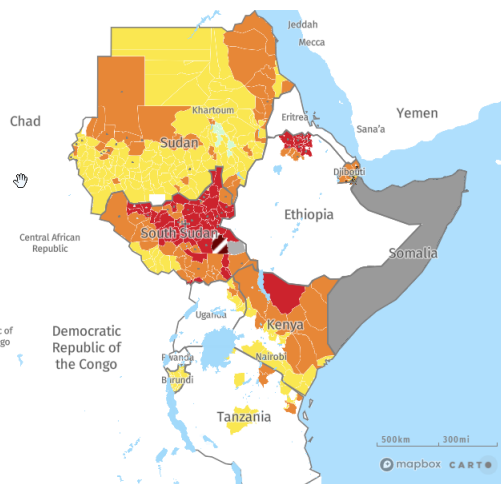 Jeddah
Mecca
Chad
Khartoum
Eritrea
Yemen
Sana'a
Sudan
Djibouti
Ethiopia
South Sudan
Central African
Republic
Somalia
Uganda
Kenya
Democratic
Republic of
the Congo
Rwanda
Nairobi
Burundi
Tanzania
500km
300mi
mapbox
CARTO